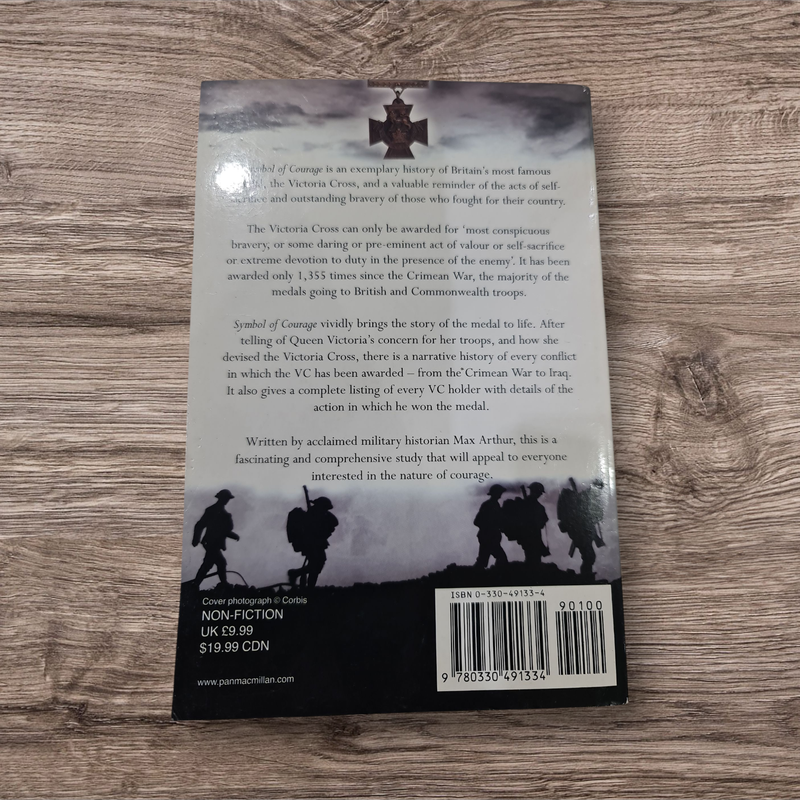 Symbol of Courage is an exemplary history of Britain's most famous
medal, the Victoria Cross, and a valuable reminder of the acts of self-
sacrifice and outstanding bravery of those who fought for their country.
The Victoria Cross can only be awarded for 'most conspicuous
bravery, or some daring or pre-eminent act of valour or self-sacrifice
or extreme devotion to duty in the presence of the enemy'. It has been
awarded only 1,355 times since the Crimean War, the majority of the
medals going to British and Commonwealth troops.
Symbol of Courage vividly brings the story of the medal to life. After
telling of Queen Victoria's concern for her troops, and how she
devised the Victoria Cross, there is a narrative history of every conflict
in which the VC has been awarded – from the Crimean War to Iraq.
It also gives a complete listing of every VC holder with details of the
action in which he won the medal.
Written by acclaimed military historian Max Arthur, this is a
fascinating and comprehensive study that will appeal to everyone
interested in the nature of courage.
Cover photograph © Corbis
NON-FICTION
UK £9.99
$19.99 CDN
www.panmacmillan.com
ISBN 0-330-49133-4
90100
9 780330 491334